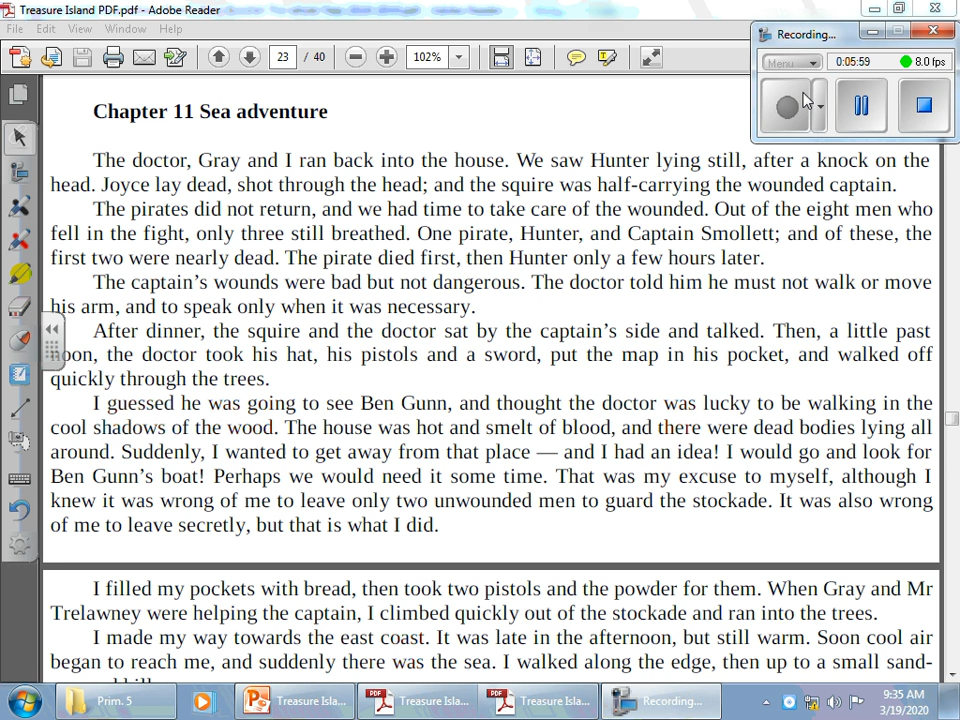 Treasure Island PDF.pdf - Adobe Reader
File Edit View Window Help
23 / 40 102%
Recording...
Menu 0:05:59 8.0 fps
Chapter 11 Sea adventure
The doctor, Gray and I ran back into the house. We saw Hunter lying still, after a knock on the
head. Joyce lay dead, shot through the head; and the squire was half-carrying the wounded captain.
The pirates did not return, and we had time to take care of the wounded. Out of the eight men who
fell in the fight, only three still breathed. One pirate, Hunter, and Captain Smollett; and of these, the
first two were nearly dead. The pirate died first, then Hunter only a few hours later.
The captain's wounds were bad but not dangerous. The doctor told him he must not walk or move
his arm, and to speak only when it was necessary.
After dinner, the squire and the doctor sat by the captain's side and talked. Then, a little past
noon, the doctor took his hat, his pistols and a sword, put the map in his pocket, and walked off
quickly through the trees.
I guessed he was going to see Ben Gunn, and thought the doctor was lucky to be walking in the
cool shadows of the wood. The house was hot and smelt of blood, and there were dead bodies lying all
around. Suddenly, I wanted to get away from that place — and I had an idea! I would go and look for
Ben Gunn's boat! Perhaps we would need it some time. That was my excuse to myself, although I
knew it was wrong of me to leave only two unwounded men to guard the stockade. It was also wrong
of me to leave secretly, but that is what I did.
I filled my pockets with bread, then took two pistols and the powder for them. When Gray and Mr
Trelawney were helping the captain, I climbed quickly out of the stockade and ran into the trees.
I made my way towards the east coast. It was late in the afternoon, but still warm. Soon cool air
began to reach me, and suddenly there was the sea. I walked along the edge, then up to a small sand-
Prim. 5 Treasure Isla... Treasure Isla... Treasure Isla... Recording...
9:35 AM
3/19/2020